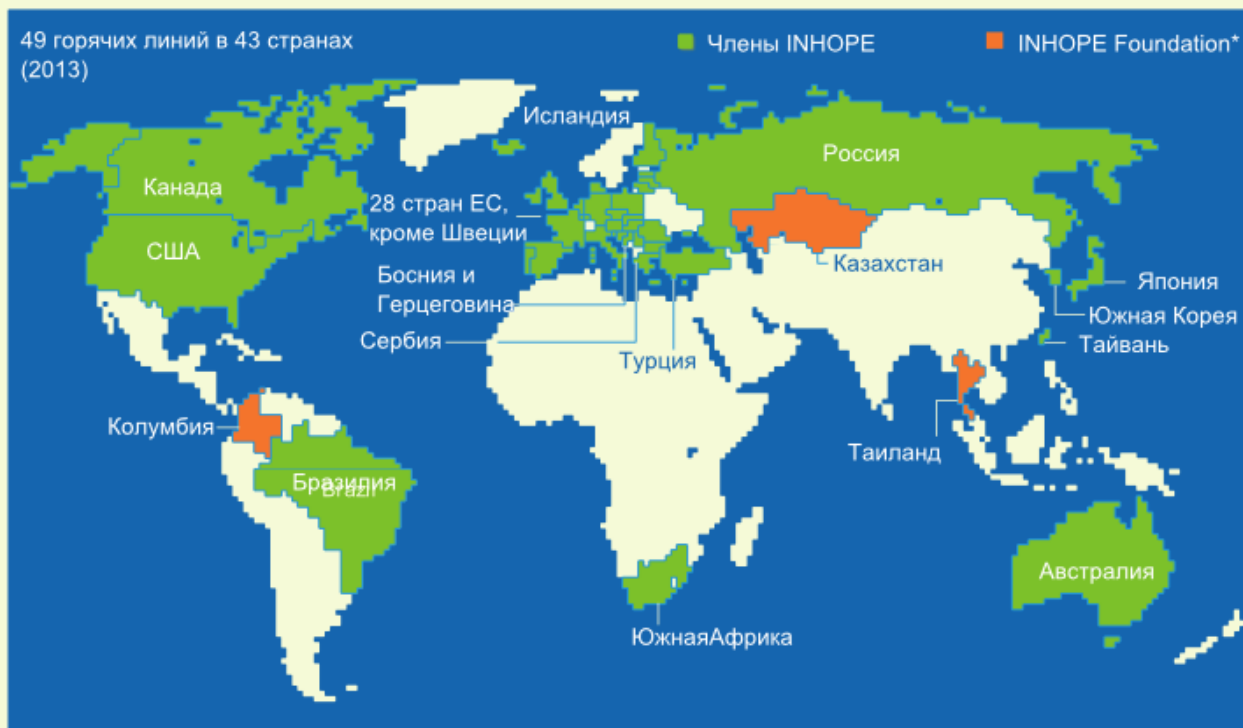 49 горячих линий в 43 странах
(2013)
Члены INHOPE
INHOPE Foundation*
Исландия
Россия
Канада
28 стран ЕС,
кроме Швеции
США
Казахстан
Босния и
Герцеговина
Япония
Южная Корея
Сербия
Тайвань
Турция
Колумбия
Таиланд
Бразилия
Brazil
Австралия
ЮжнаяАфрика